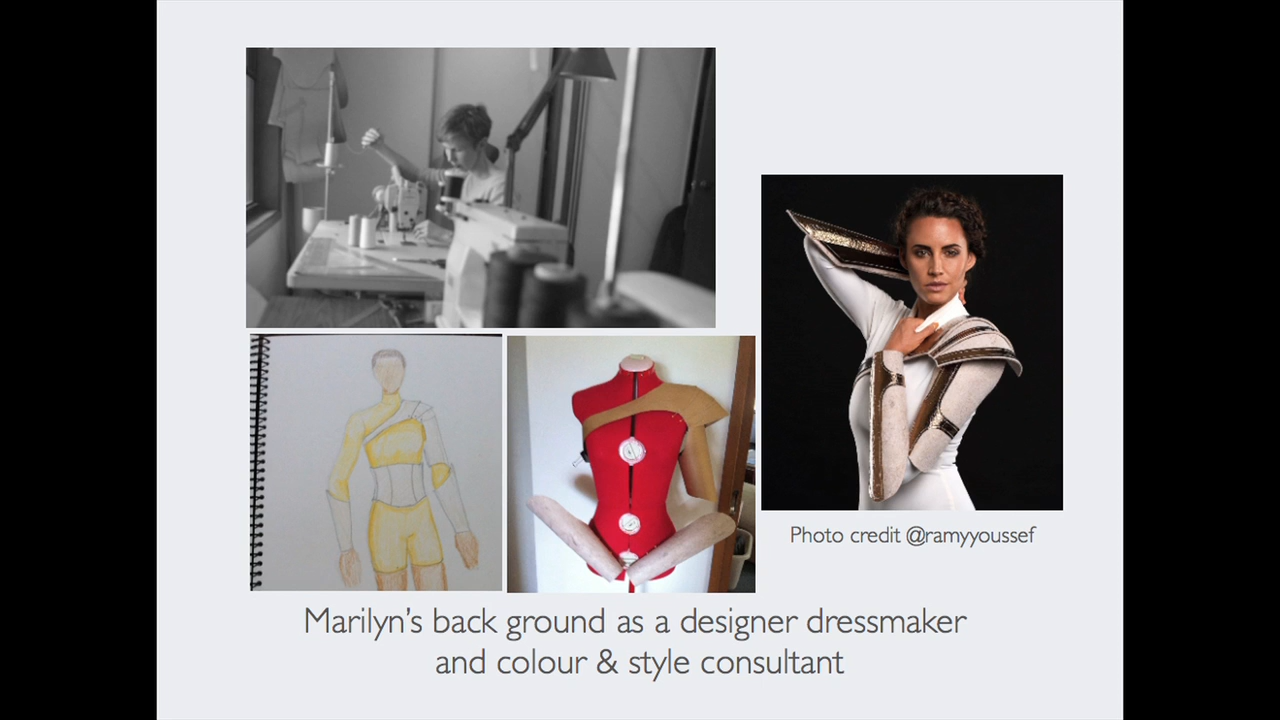 Photo credit @ramyyoussef
Marilyn's back ground as a designer dressmaker
and colour & style consultant